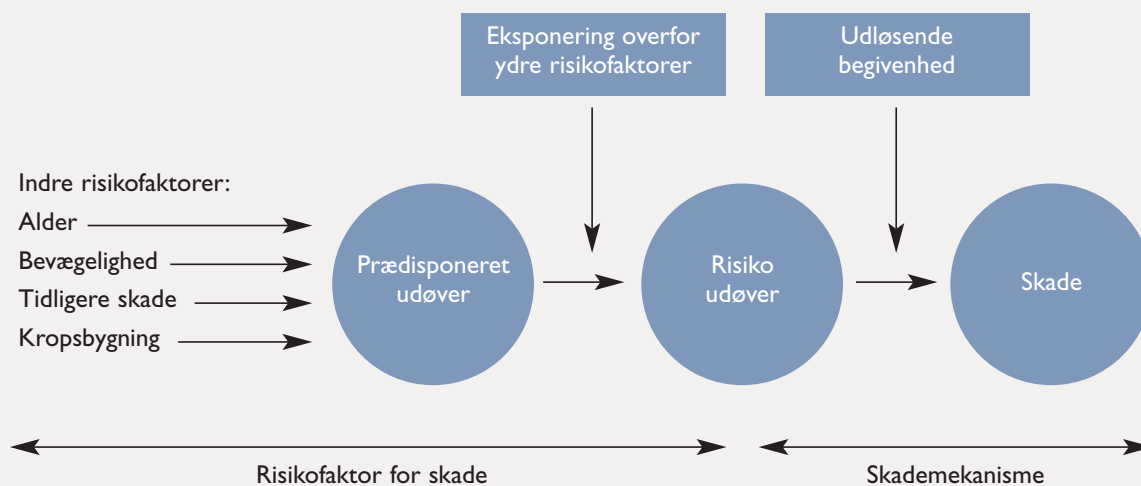 Eksponering overfor
ydre risikofaktorer
Udløsende
begivenhed
Indre risikofaktorer:
Alder
Bevægelighed
Tidligere skade
Kropsbygning
Prædisponeret
udøver
Risiko
udøver
Skade
Risikofaktor for skade
Skademekanisme